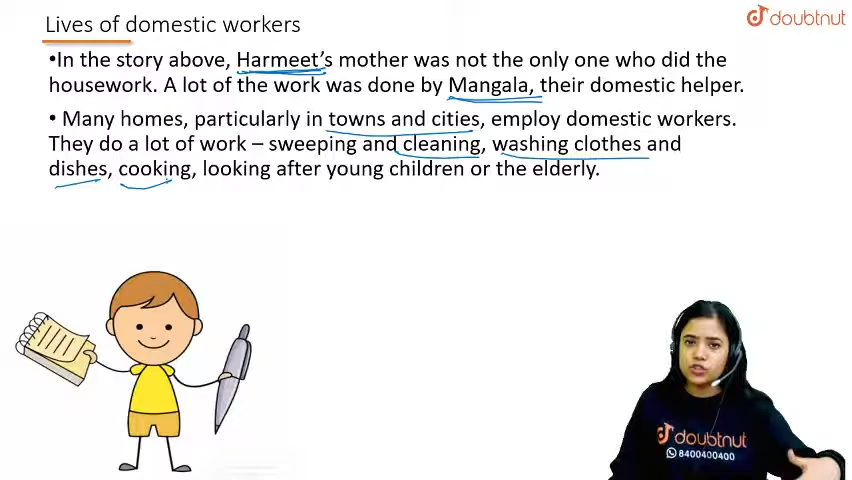 Lives of domestic workers
doubtnut
•In the story above, Harmeet’s mother was not the only one who did the
housework. A lot of the work was done by Mangala, their domestic helper.
• Many homes, particularly in towns and cities, employ domestic workers.
They do a lot of work – sweeping and cleaning, washing clothes and
dishes, cooking, looking after young children or the elderly.
doubtnut
8400400400